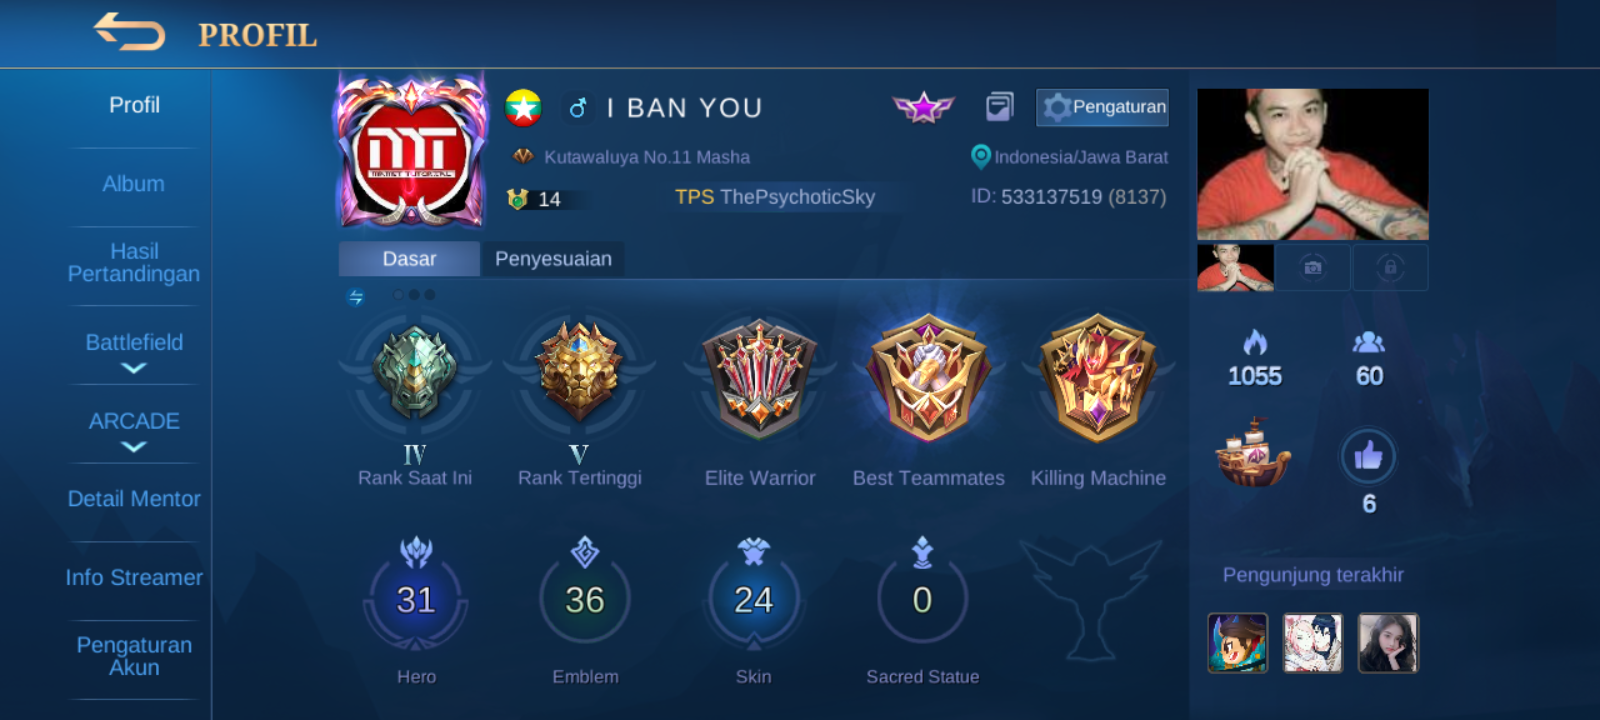 PROFIL
Profil
Album
Hasil
Pertandingan
Battlefield
ARCADE
Detail Mentor
Info Streamer
Pengaturan
Akun
MT
MAMET TUTORIAL
I BAN YOU
Pengaturan
Kutawaluya No.11 Masha
Indonesia/Jawa Barat
14
TPS ThePsychoticSky
ID: 533137519 (8137)
Dasar
Penyesuaian
IV
V
Rank Saat Ini
Rank Tertinggi
Elite Warrior
Best Teammates
Killing Machine
31
36
24
0
Hero
Emblem
Skin
Sacred Statue
1055
60
6
Pengunjung terakhir